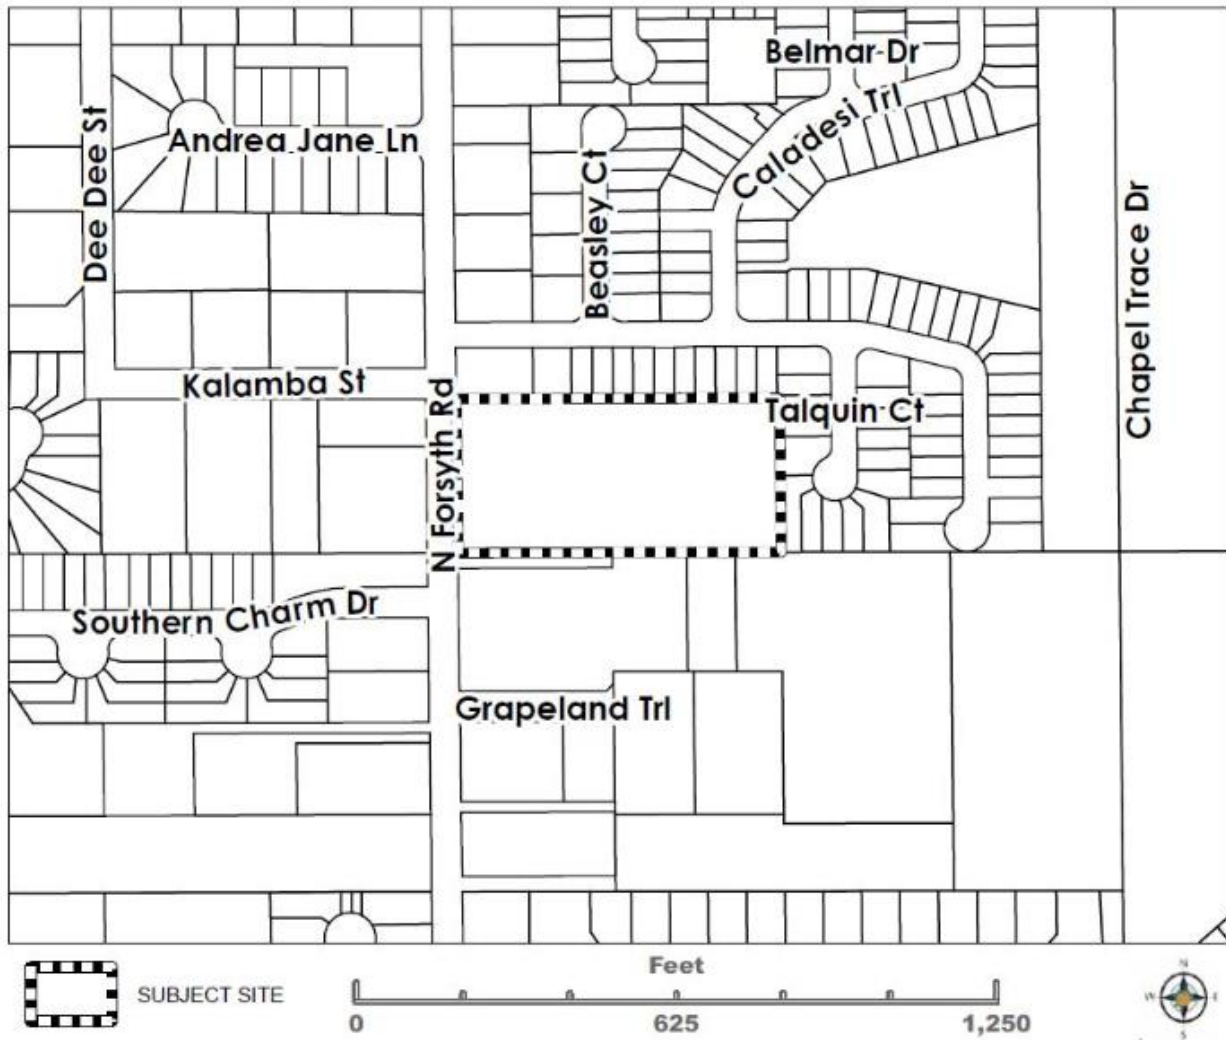 Belmar Dr
Andrea Jane Ln
Caladesi Trl
Dee Dee St
Beasley Ct
Chapel Trace Dr
Kalamba St
N Forsyth Rd
Talquin Ct
Southern Charm Dr
Grapeland Trl
SUBJECT SITE
Feet
0 625 1,250
N
W
S